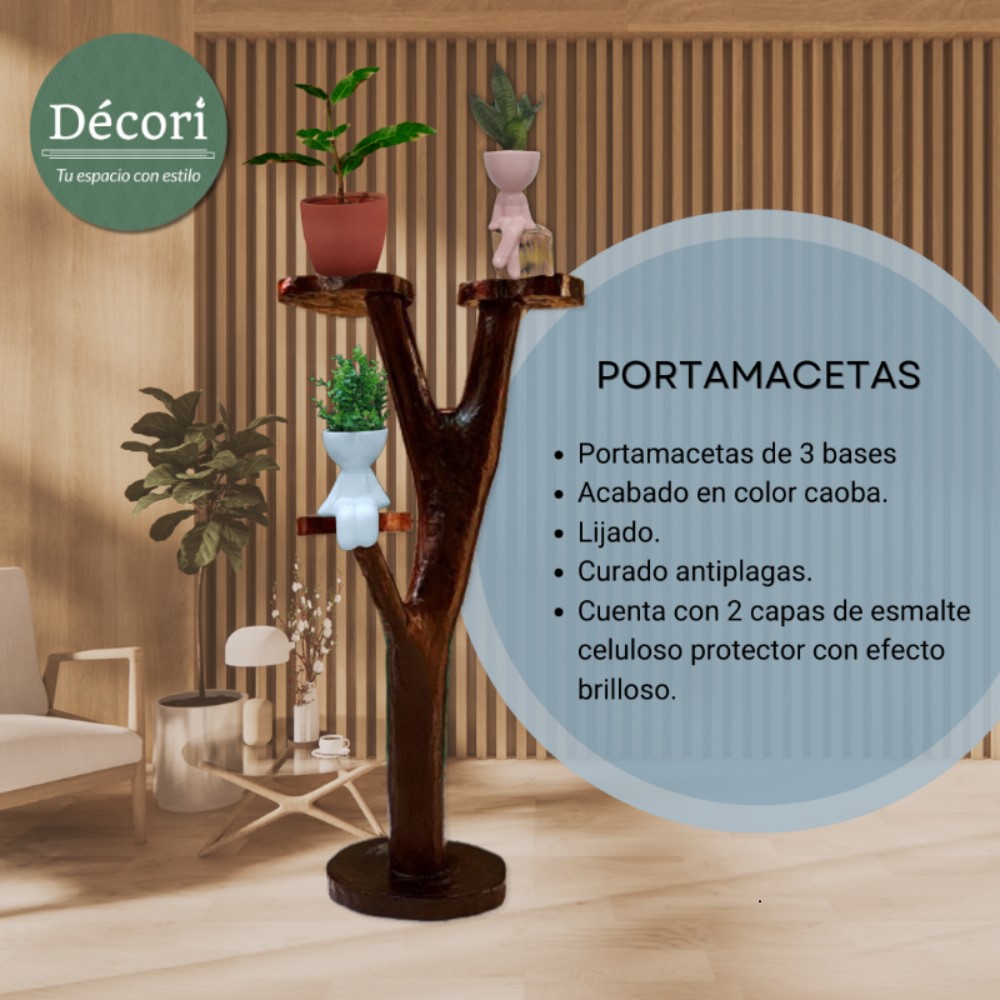 Décori
Tu espacio con estilo
PORTAMACETAS
• Portamacetas de 3 bases
• Acabado en color caoba.
• Lijado.
• Curado antiplagas.
• Cuenta con 2 capas de esmalte
celuloso protector con efecto
brilloso.
.